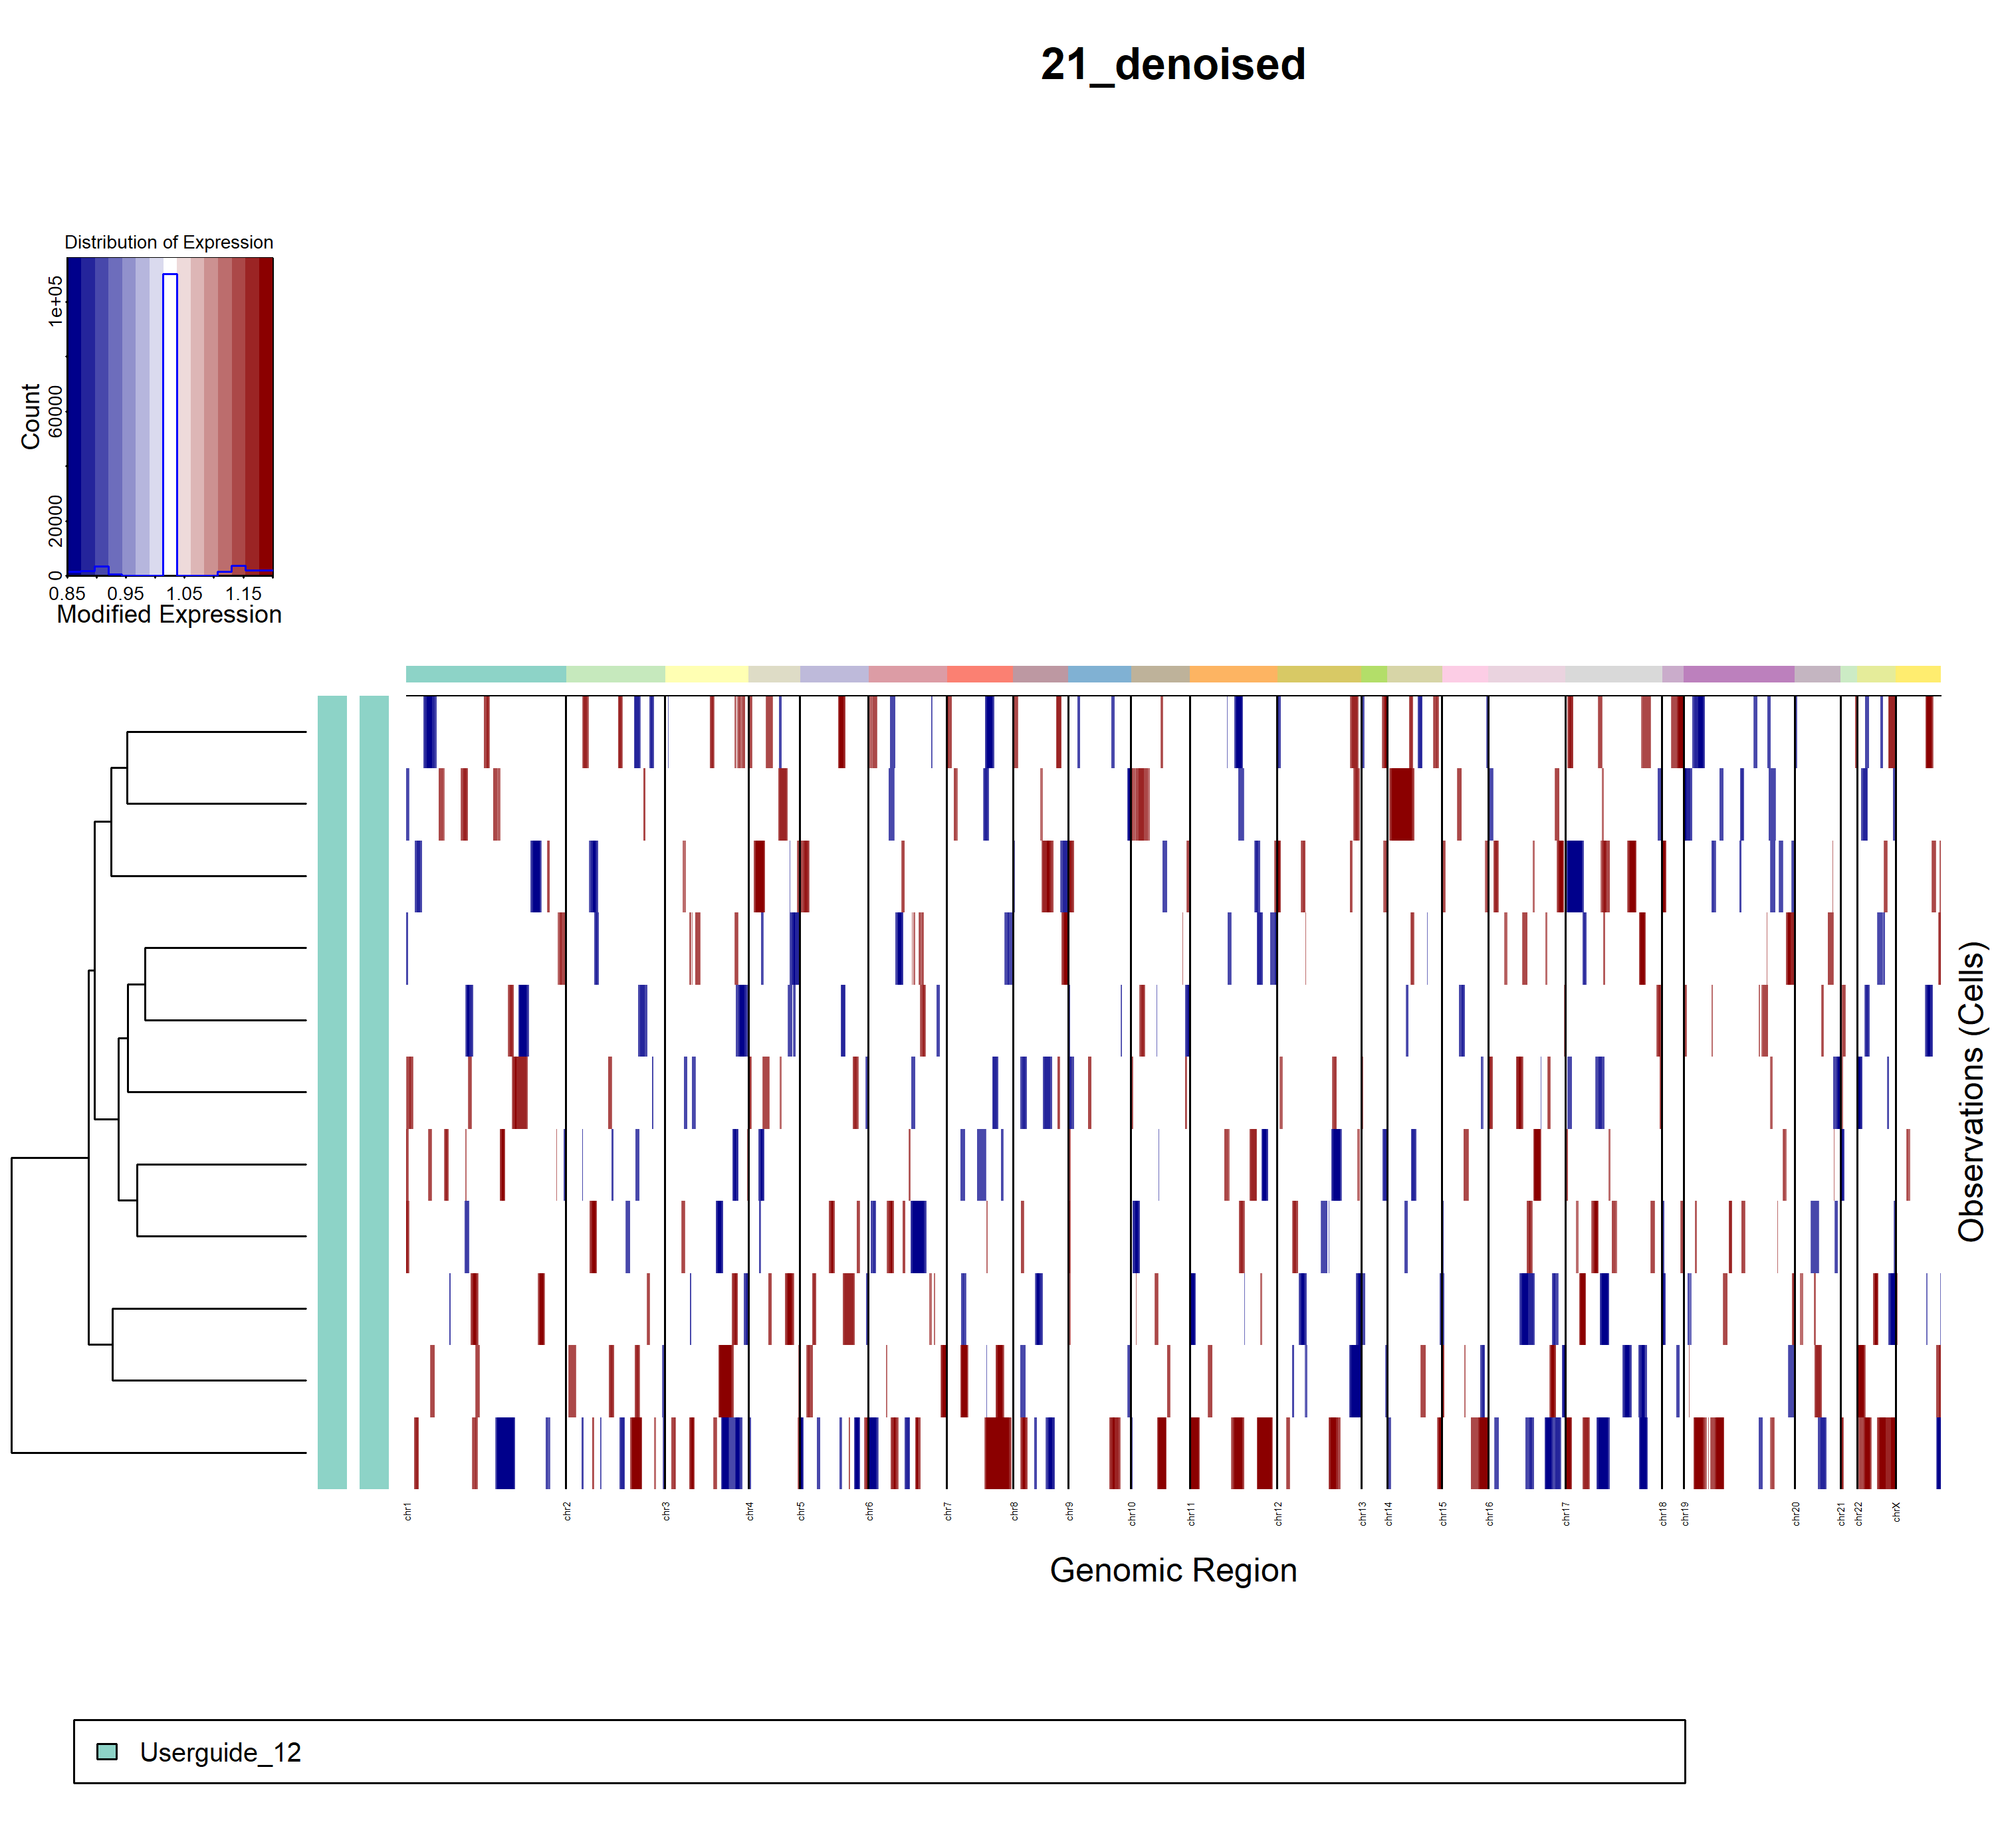 21_denoised
Distribution of Expression
Count
0
20000
60000
1e+05
0.85 0.95 1.05 1.15
Modified Expression
Observations (Cells)
chr1 chr2 chr3 chr4 chr5 chr6 chr7 chr8 chr9 chr10 chr11 chr12 chr13 chr14 chr15 chr16 chr17 chr18 chr19 chr20 chr21 chr22 chrX
Genomic Region
Userguide_12